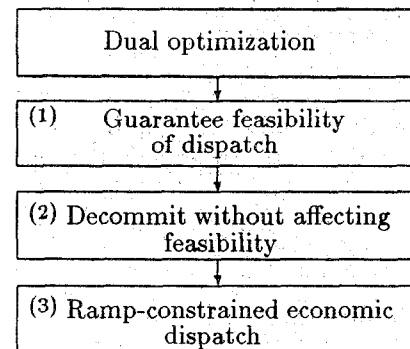 Dual optimization
(1) Guarantee feasibility
of dispatch
(2) Decommit without affecting
feasibility
(3) Ramp-constrained economic
dispatch